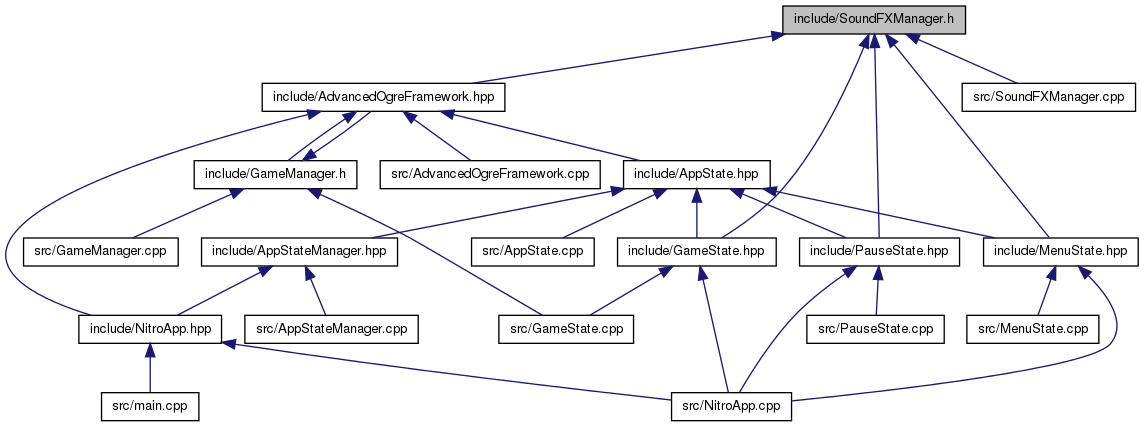 include/SoundFXManager.h
include/AdvancedOgreFramework.hpp
src/SoundFXManager.cpp
include/GameManager.h
src/AdvancedOgreFramework.cpp
include/AppState.hpp
src/GameManager.cpp
include/AppStateManager.hpp
src/AppState.cpp
include/GameState.hpp
include/PauseState.hpp
include/MenuState.hpp
include/NitroApp.hpp
src/AppStateManager.cpp
src/GameState.cpp
src/PauseState.cpp
src/MenuState.cpp
src/main.cpp
src/NitroApp.cpp